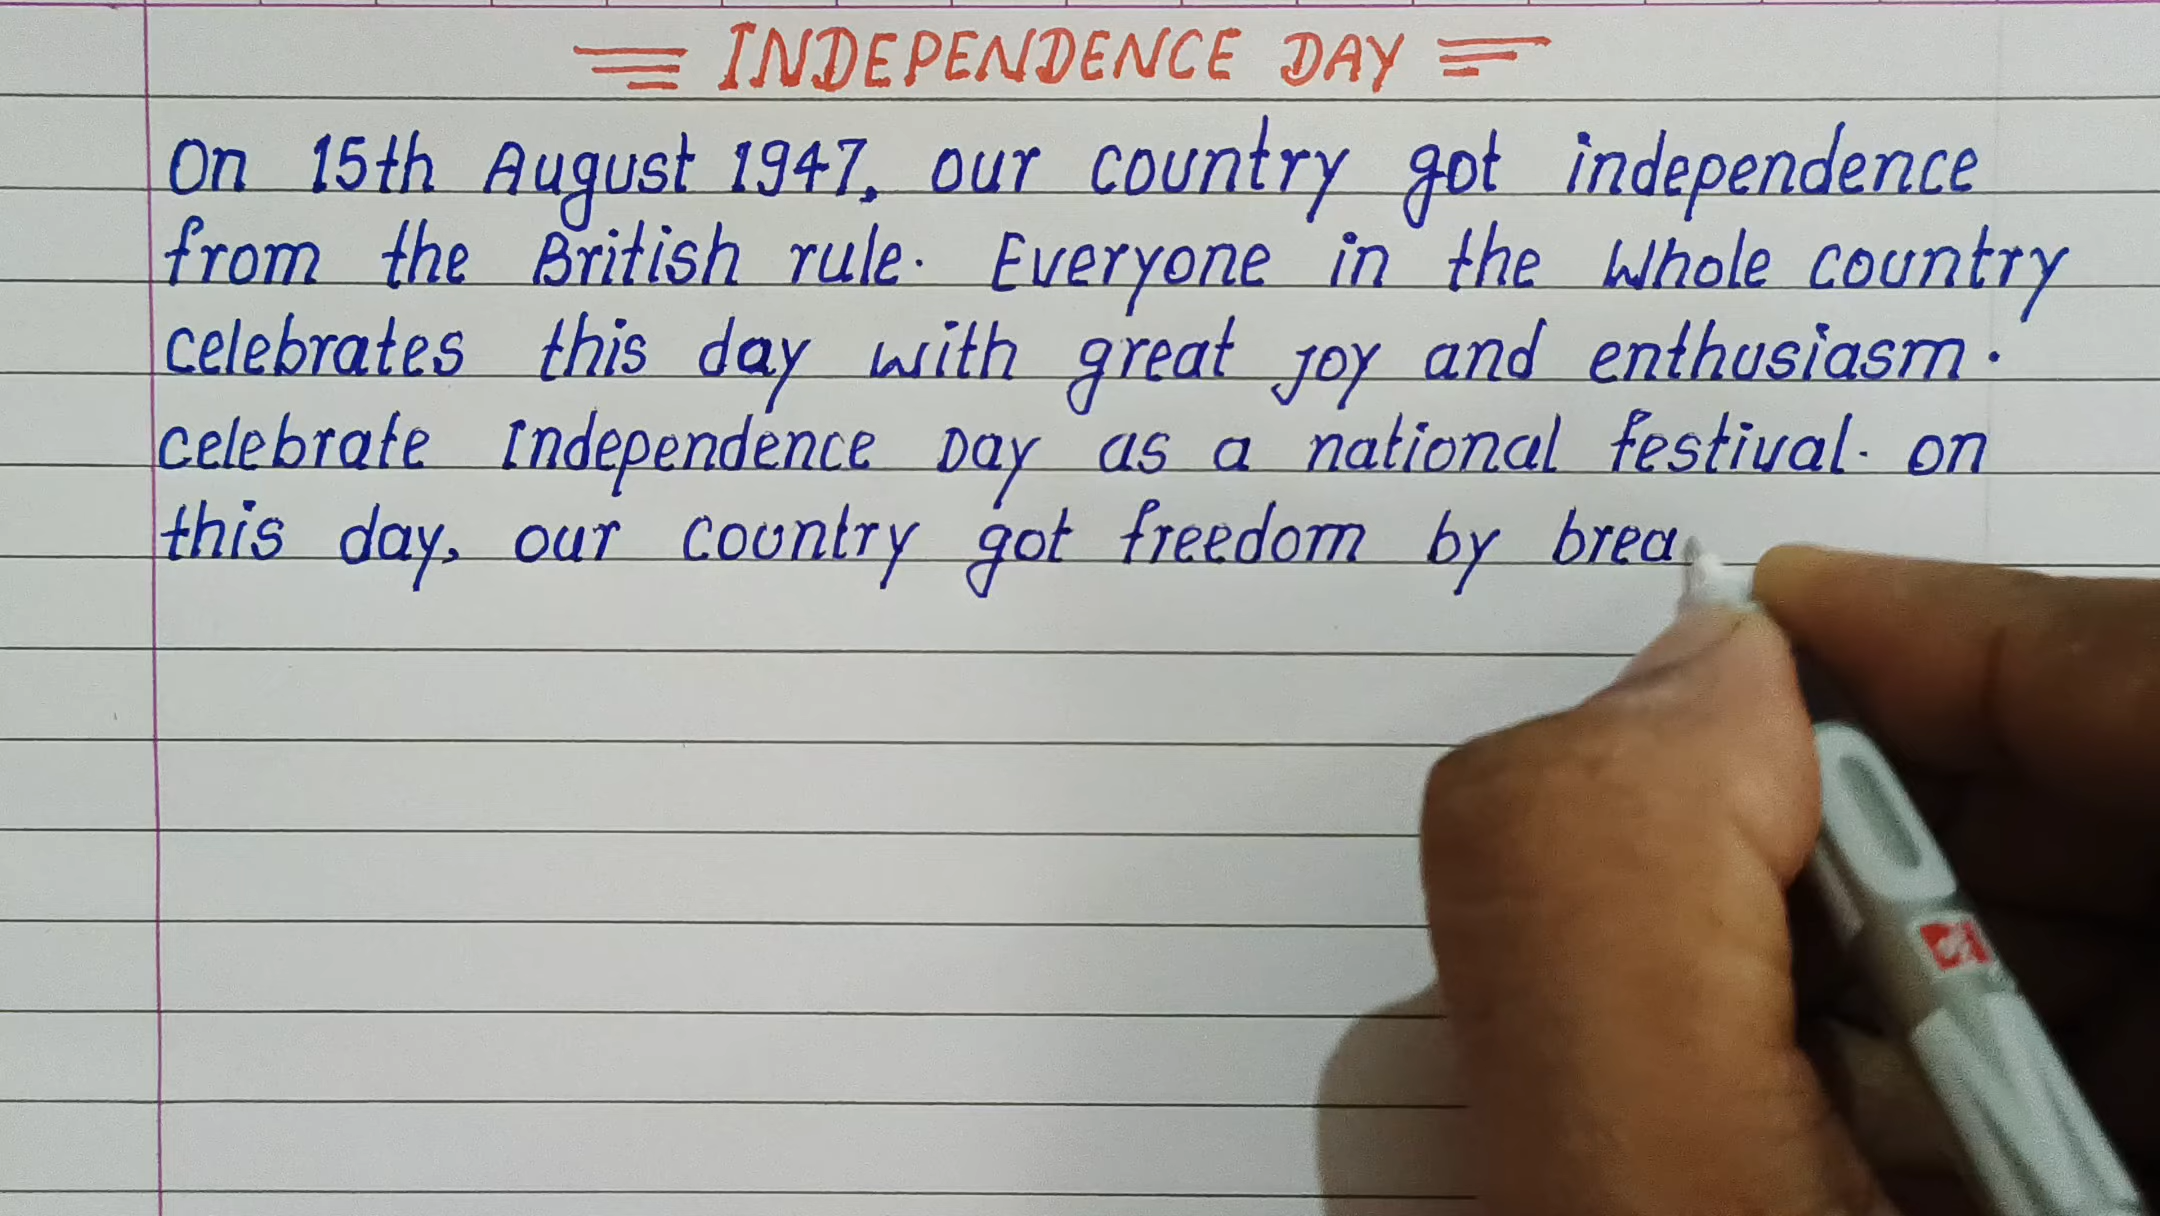 INDEPENDENCE DAY
On 15th August 1947, our country got independence
from the British rule. Everyone in the whole country
celebrates this day with great joy and enthusiasm.
celebrate Independence Day as a national festival. on
this day, our country got freedom by brea